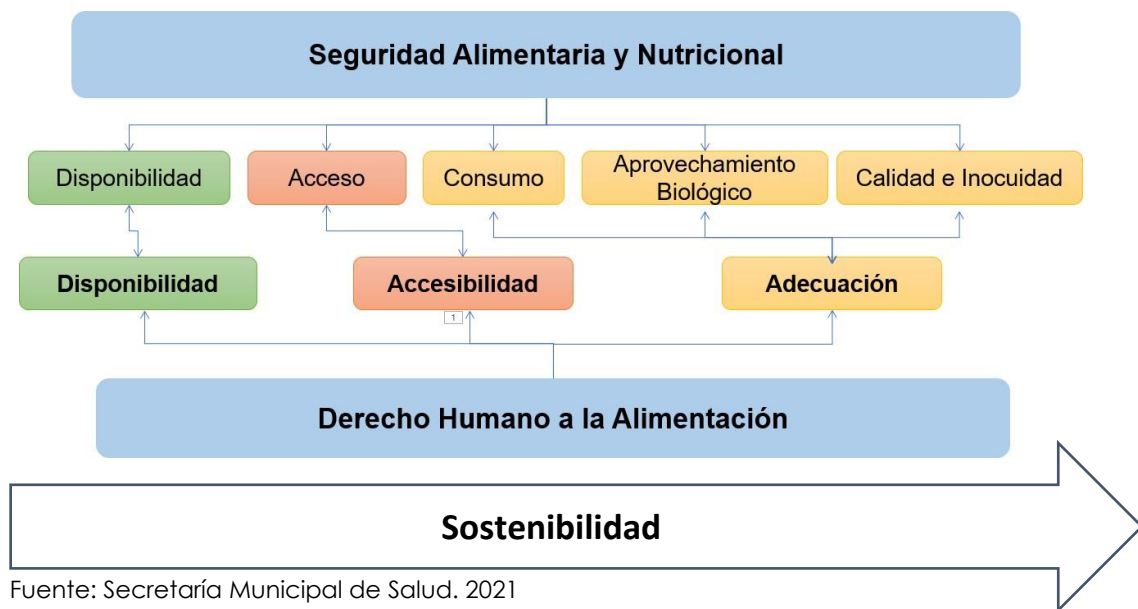 Seguridad Alimentaria y Nutricional
Disponibilidad
Acceso
Consumo
Aprovechamiento
Biológico
Calidad e Inocuidad
Disponibilidad
Accesibilidad
Adecuación
1
Derecho Humano a la Alimentación
Sostenibilidad
Fuente: Secretaría Municipal de Salud. 2021